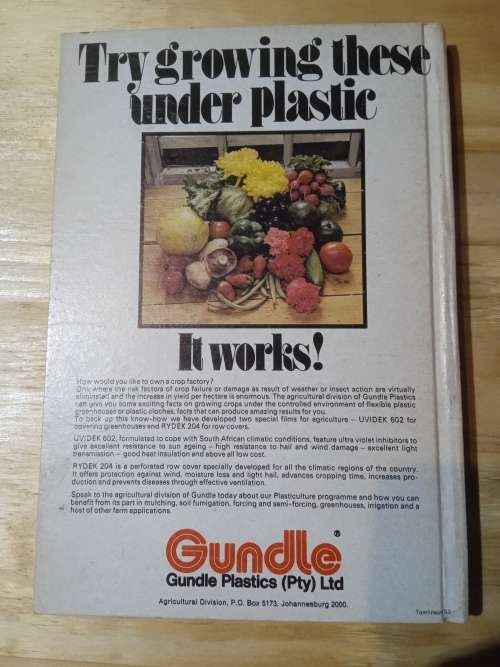 Try growing these
under plastic
It works!
How would you like to own a crop factory?
One where the risk factors of crop failure or damage as result of weather or insect action are virtually
eliminated and the increase in yield per hectare is enormous. The agricultural division of Gundle Plastics
can give you some exciting facts on growing crops under the controlled environment of flexible plastic
greenhouses or plastic cloches, facts that can produce amazing results for you.
To back up this know-how we have developed two special films for agriculture – UVIDEK 602 for
covering greenhouses and RYDEK 204 for row covers.
UVIDEK 602, formulated to cope with South African climatic conditions, feature ultra violet inhibitors to
give excellent resistance to sun ageing – high resistance to hail and wind damage – excellent light
transmission – good heat insulation and above all low cost.
RYDEK 204 is a perforated row cover specially developed for all the climatic regions of the country.
It offers protection against wind, moisture loss and light hail, advances cropping time, increases pro-
duction and prevents diseases through effective ventilation.
Speak to the agricultural division of Gundle today about our Plasticulture programme and how you can
benefit from its part in mulching, soil fumigation, forcing and semi-forcing, greenhouses, irrigation and a
host of other farm applications.
Gundle®
Gundle Plastics (Pty) Ltd
Agricultural Division, P.O. Box 5173, Johannesburg 2000.